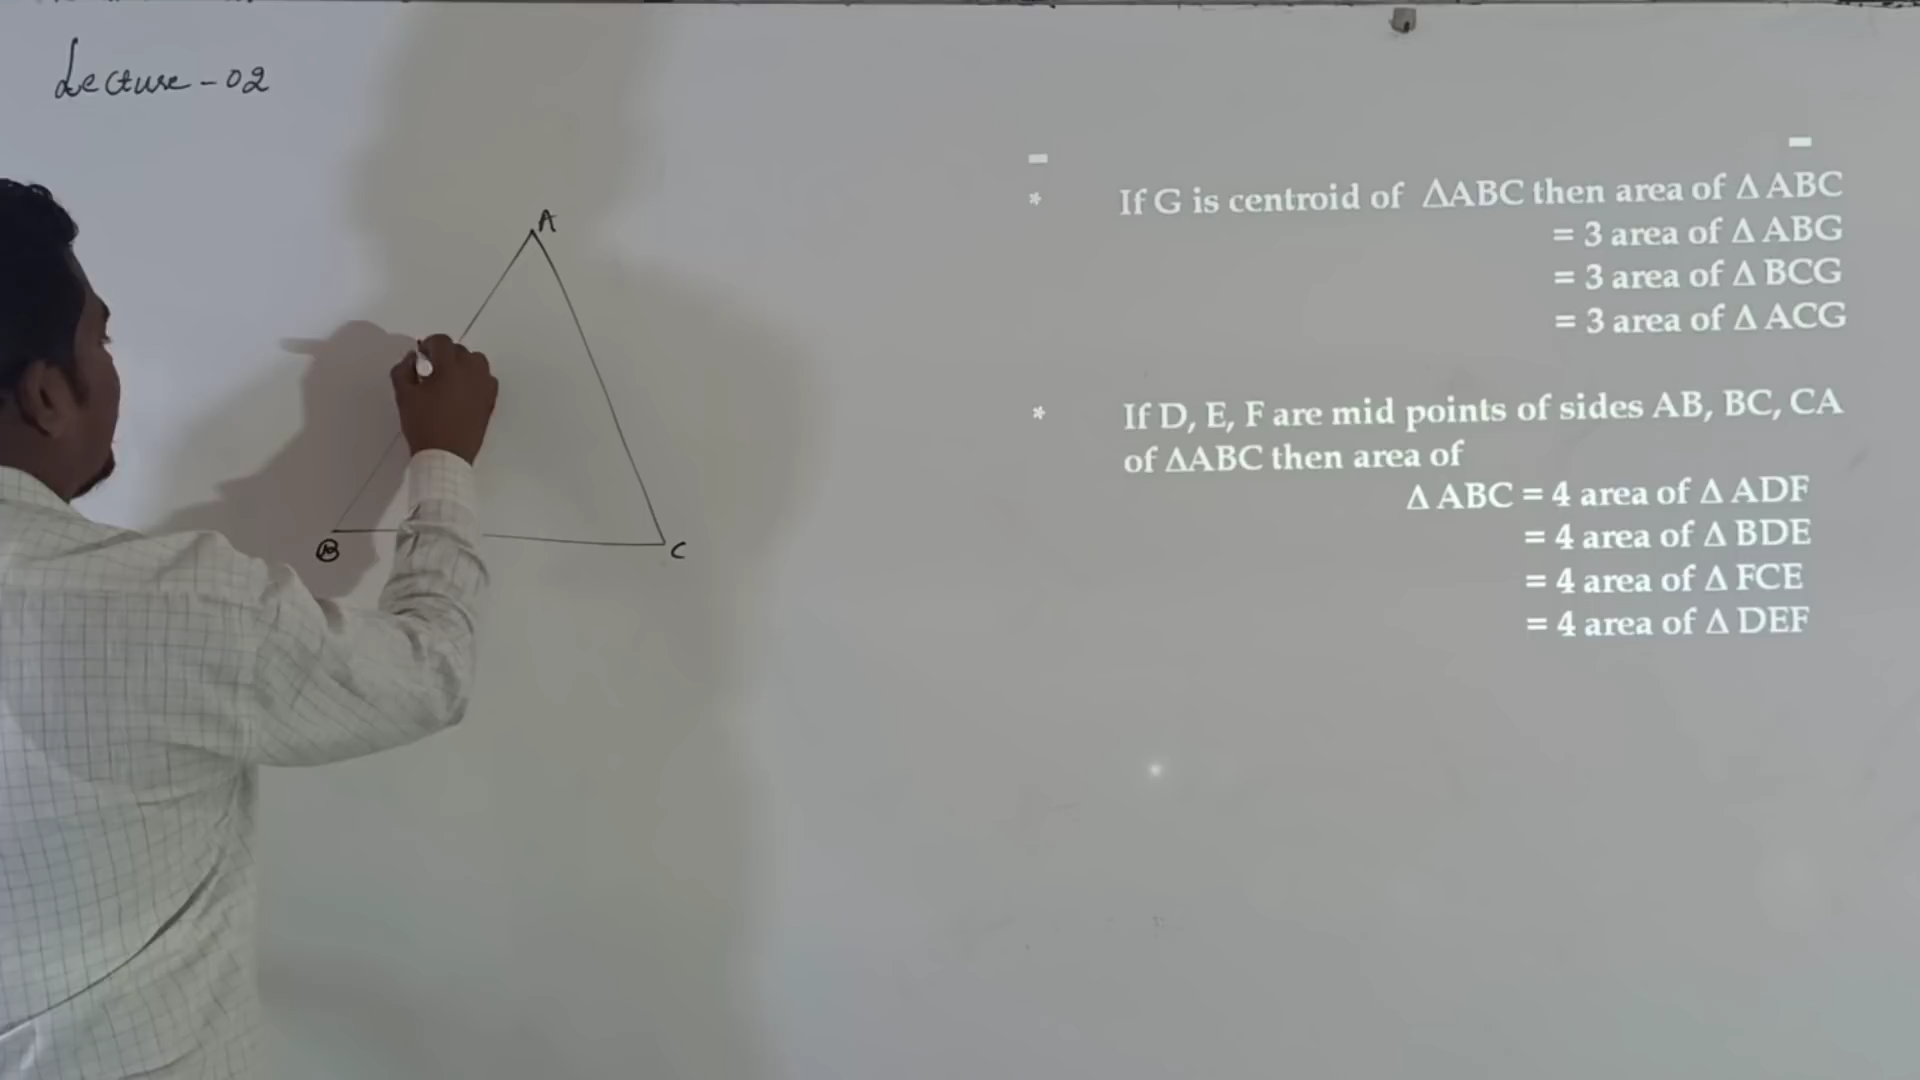 Lecture-02
A
B
C
* If G is centroid of ΔABC then area of Δ ABC
= 3 area of Δ ABG
= 3 area of Δ BCG
= 3 area of Δ ACG
* If D, E, F are mid points of sides AB, BC, CA
of ΔABC then area of
Δ ABC = 4 area of Δ ADF
= 4 area of Δ BDE
= 4 area of Δ FCE
= 4 area of Δ DEF